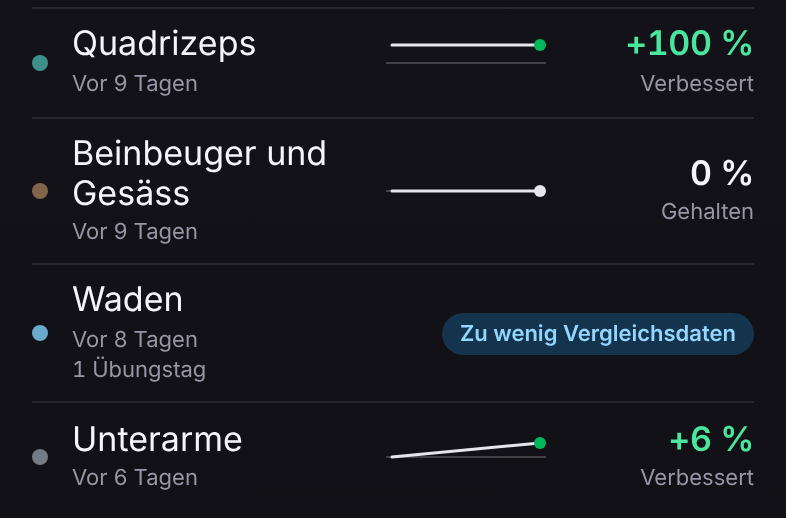 Quadrizeps
Vor 9 Tagen
+100 %
Verbessert
Beinbeuger und
Gesäss
Vor 9 Tagen
0 %
Gehalten
Waden
Vor 8 Tagen
1 Übungstag
Zu wenig Vergleichsdaten
Unterarme
Vor 6 Tagen
+6 %
Verbessert